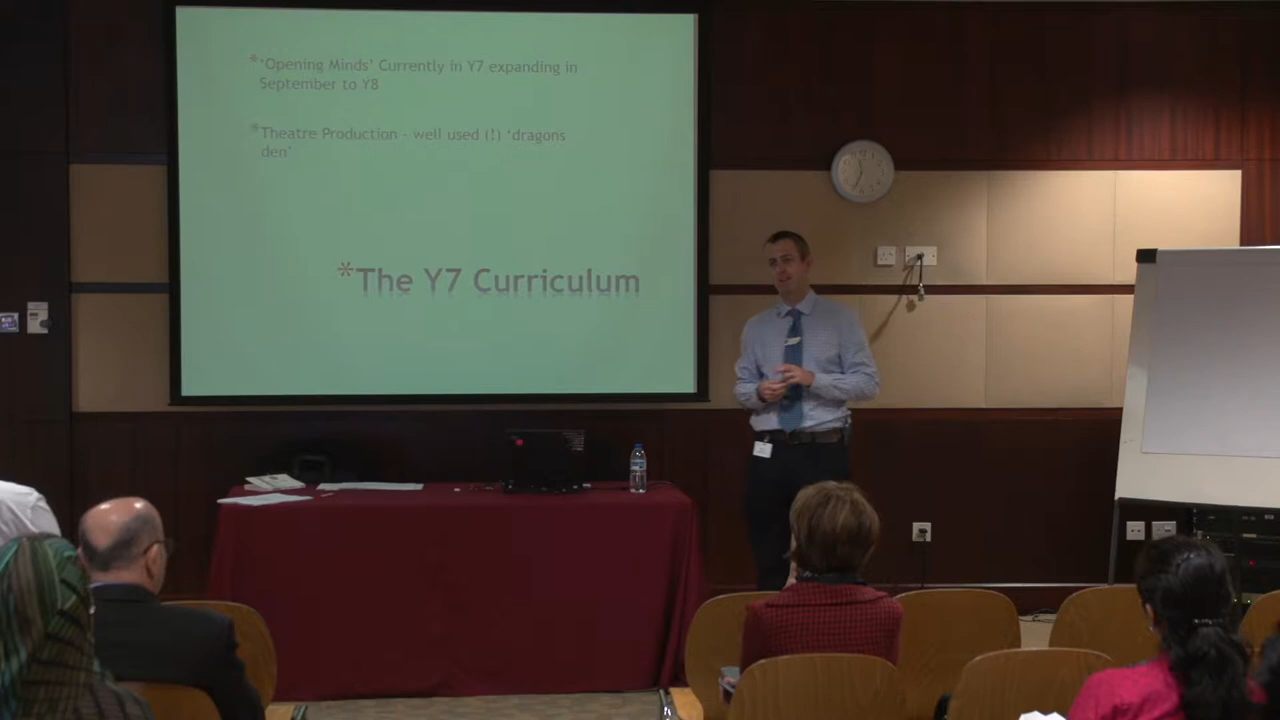 *'Opening Minds' Currently in Y7 expanding in
September to Y8
*Theatre Production - well used (!) 'dragons
den'
*The Y7 Curriculum